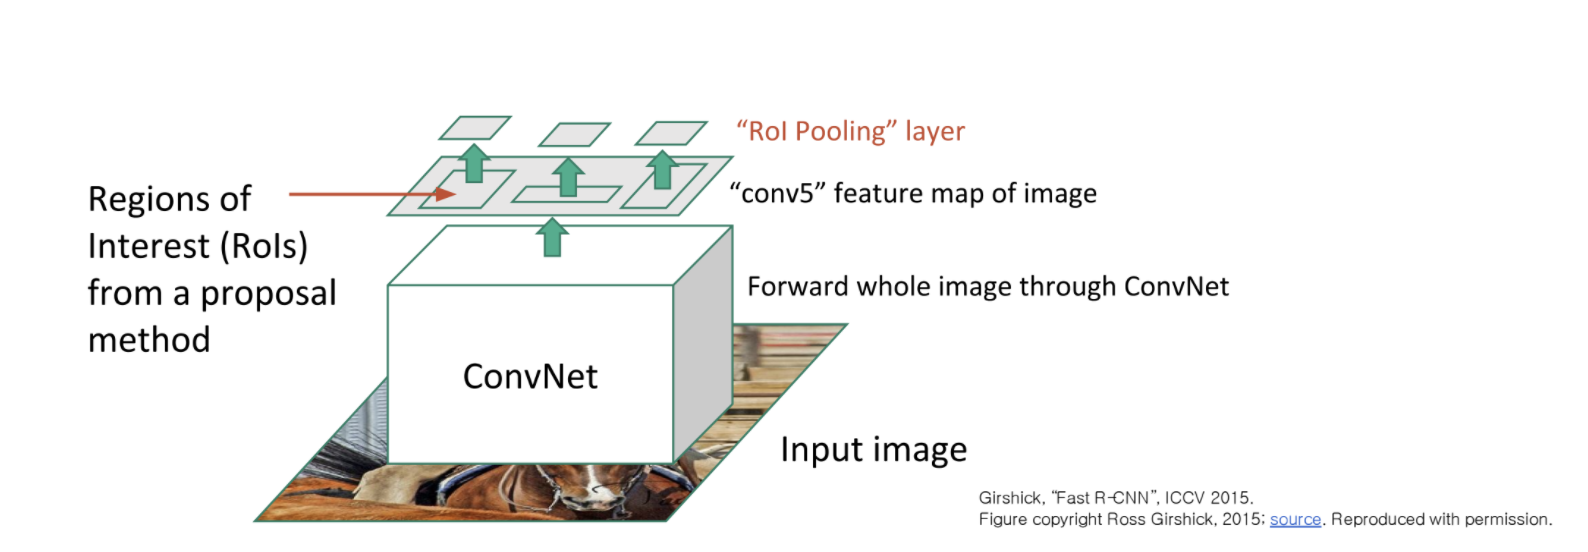 “RoI Pooling” layer
“conv5” feature map of image
Regions of
Interest (RoIs)
from a proposal
method
Forward whole image through ConvNet
ConvNet
Input image
Girshick, “Fast R-CNN”, ICCV 2015.
Figure copyright Ross Girshick, 2015; source. Reproduced with permission.